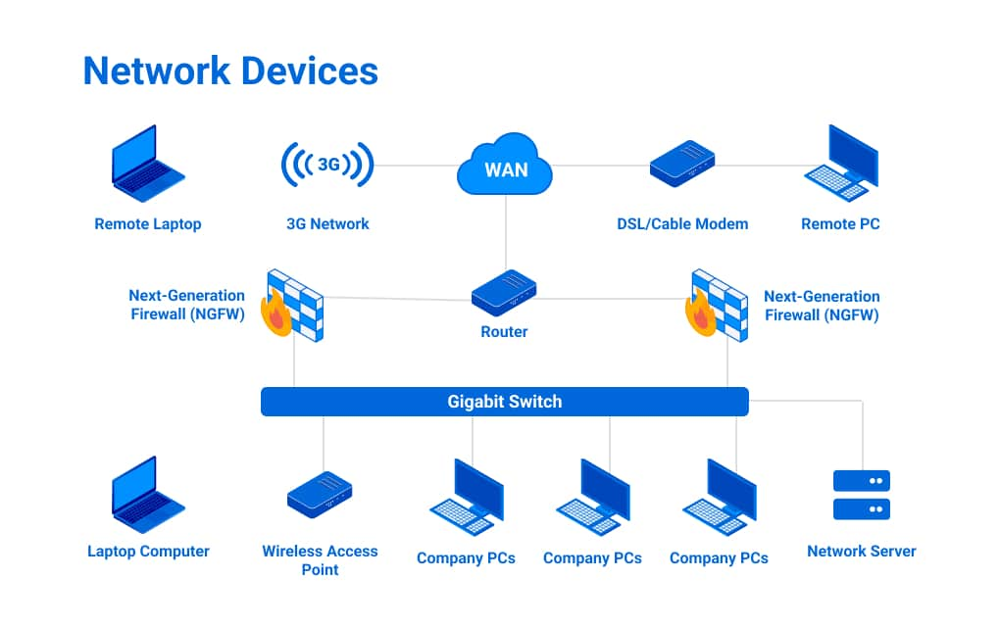 Network Devices
3G
WAN
Remote Laptop
3G Network
DSL/Cable Modem
Remote PC
Next-Generation
Firewall (NGFW)
Router
Next-Generation
Firewall (NGFW)
Gigabit Switch
Laptop Computer
Wireless Access
Point
Company PCs
Company PCs
Company PCs
Network Server